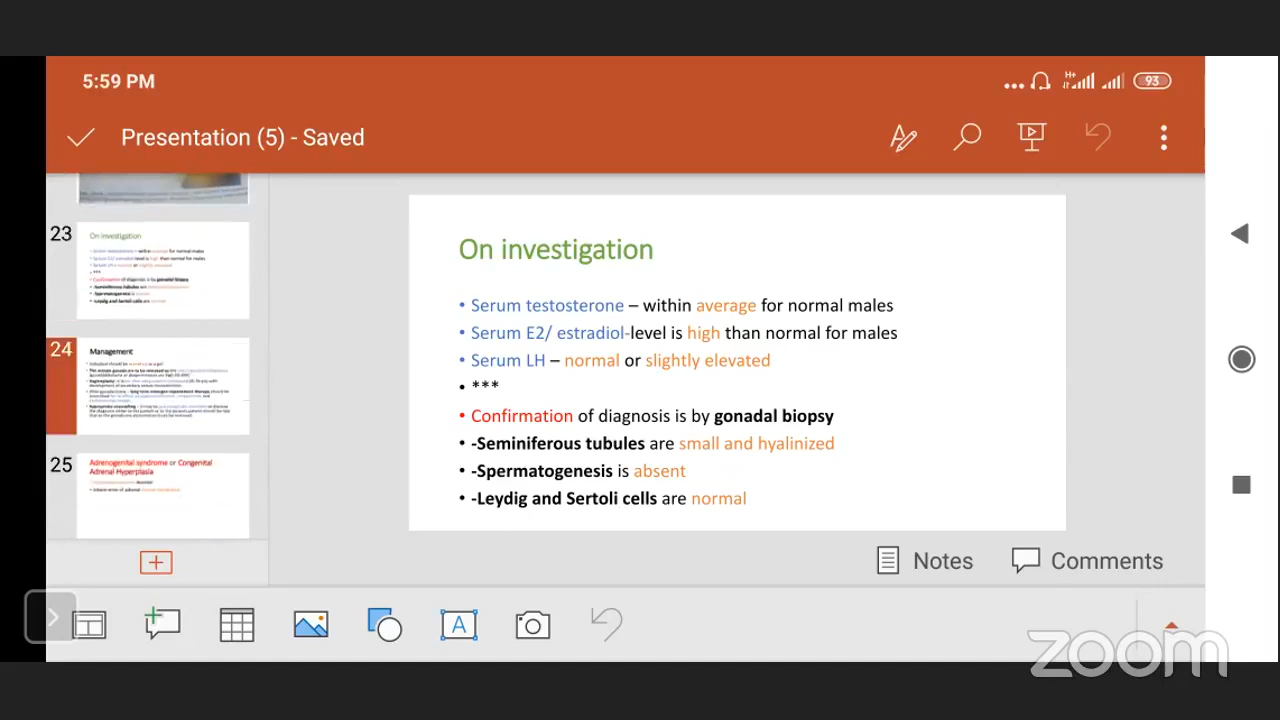 5:59 PM
H+
93
Presentation (5) - Saved
23
On investigation
24
Management
25
Adrenogenital syndrome or Congenital
Adrenal Hyperplasia
On investigation
• Serum testosterone – within average for normal males
• Serum E2/ estradiol-level is high than normal for males
• Serum LH – normal or slightly elevated
• ***
• Confirmation of diagnosis is by gonadal biopsy
• -Seminiferous tubules are small and hyalinized
• -Spermatogenesis is absent
• -Leydig and Sertoli cells are normal
Notes
Comments
A
zoom